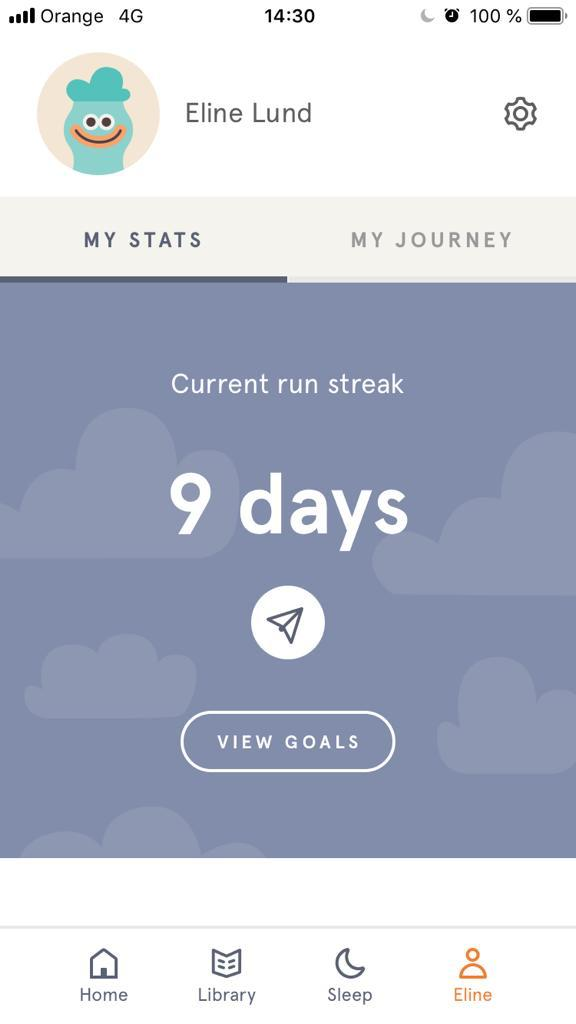 Orange 4G 14:30 100 %
Eline Lund
MY STATS MY JOURNEY
Current run streak
9 days
VIEW GOALS
Home Library Sleep Eline